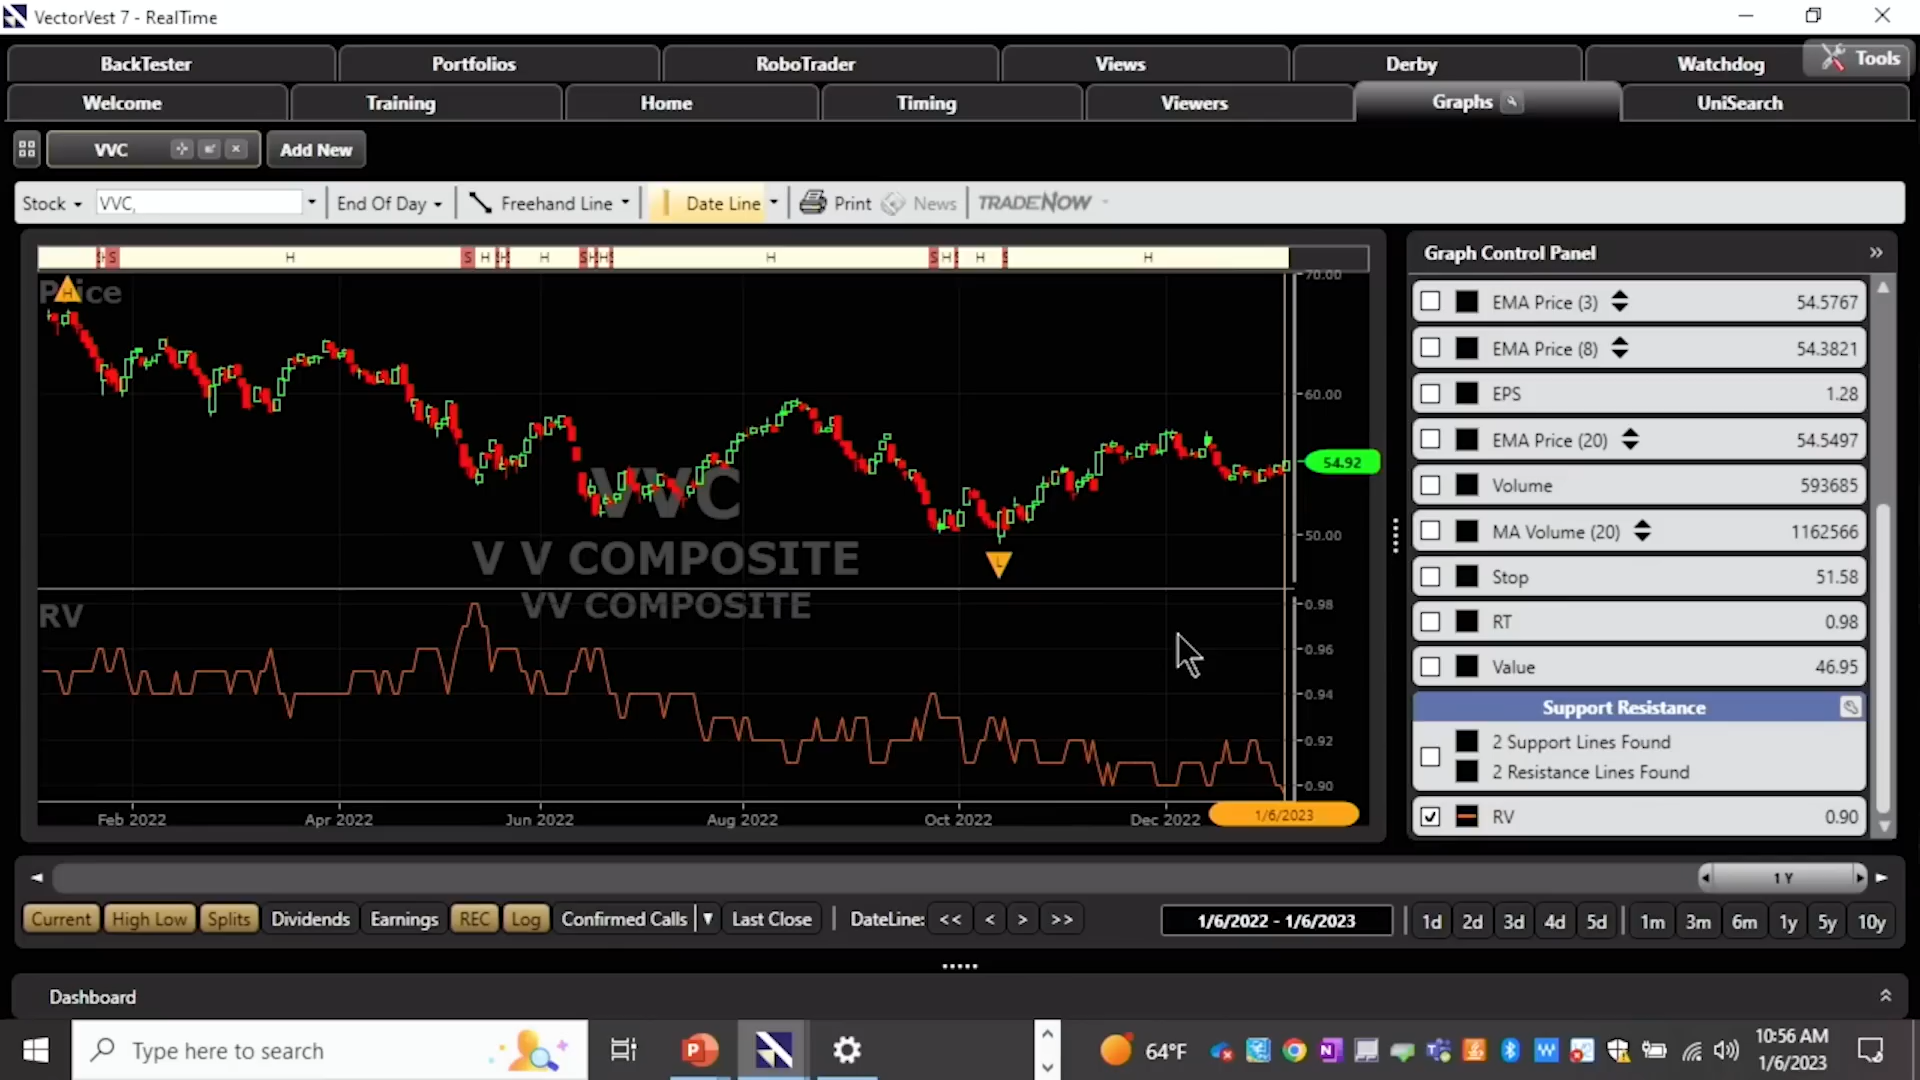 VectorVest 7 - RealTime
BackTester Portfolios RoboTrader Views Derby Watchdog Tools
Welcome Training Home Timing Viewers Graphs UniSearch
VVC Add New
Stock VVC, End Of Day Freehand Line Date Line Print News TRADENOW
Graph Control Panel
S H S H H S H S H H S H H
Price
H
70.00
60.00
54.92
50.00
VVC
V V COMPOSITE
VV COMPOSITE
L
RV
0.98
0.96
0.94
0.92
0.90
Feb 2022 Apr 2022 Jun 2022 Aug 2022 Oct 2022 Dec 2022 1/6/2023
EMA Price (3) 54.5767
EMA Price (8) 54.3821
EPS 1.28
EMA Price (20) 54.5497
Volume 593685
MA Volume (20) 1162566
Stop 51.58
RT 0.98
Value 46.95
Support Resistance
2 Support Lines Found
2 Resistance Lines Found
RV 0.90
1 Y
Current High Low Splits Dividends Earnings REC Log Confirmed Calls Last Close DateLine: << < > >> 1/6/2022 - 1/6/2023 1d 2d 3d 4d 5d 1m 3m 6m 1y 5y 10y
Dashboard
Type here to search
64°F
10:56 AM
1/6/2023